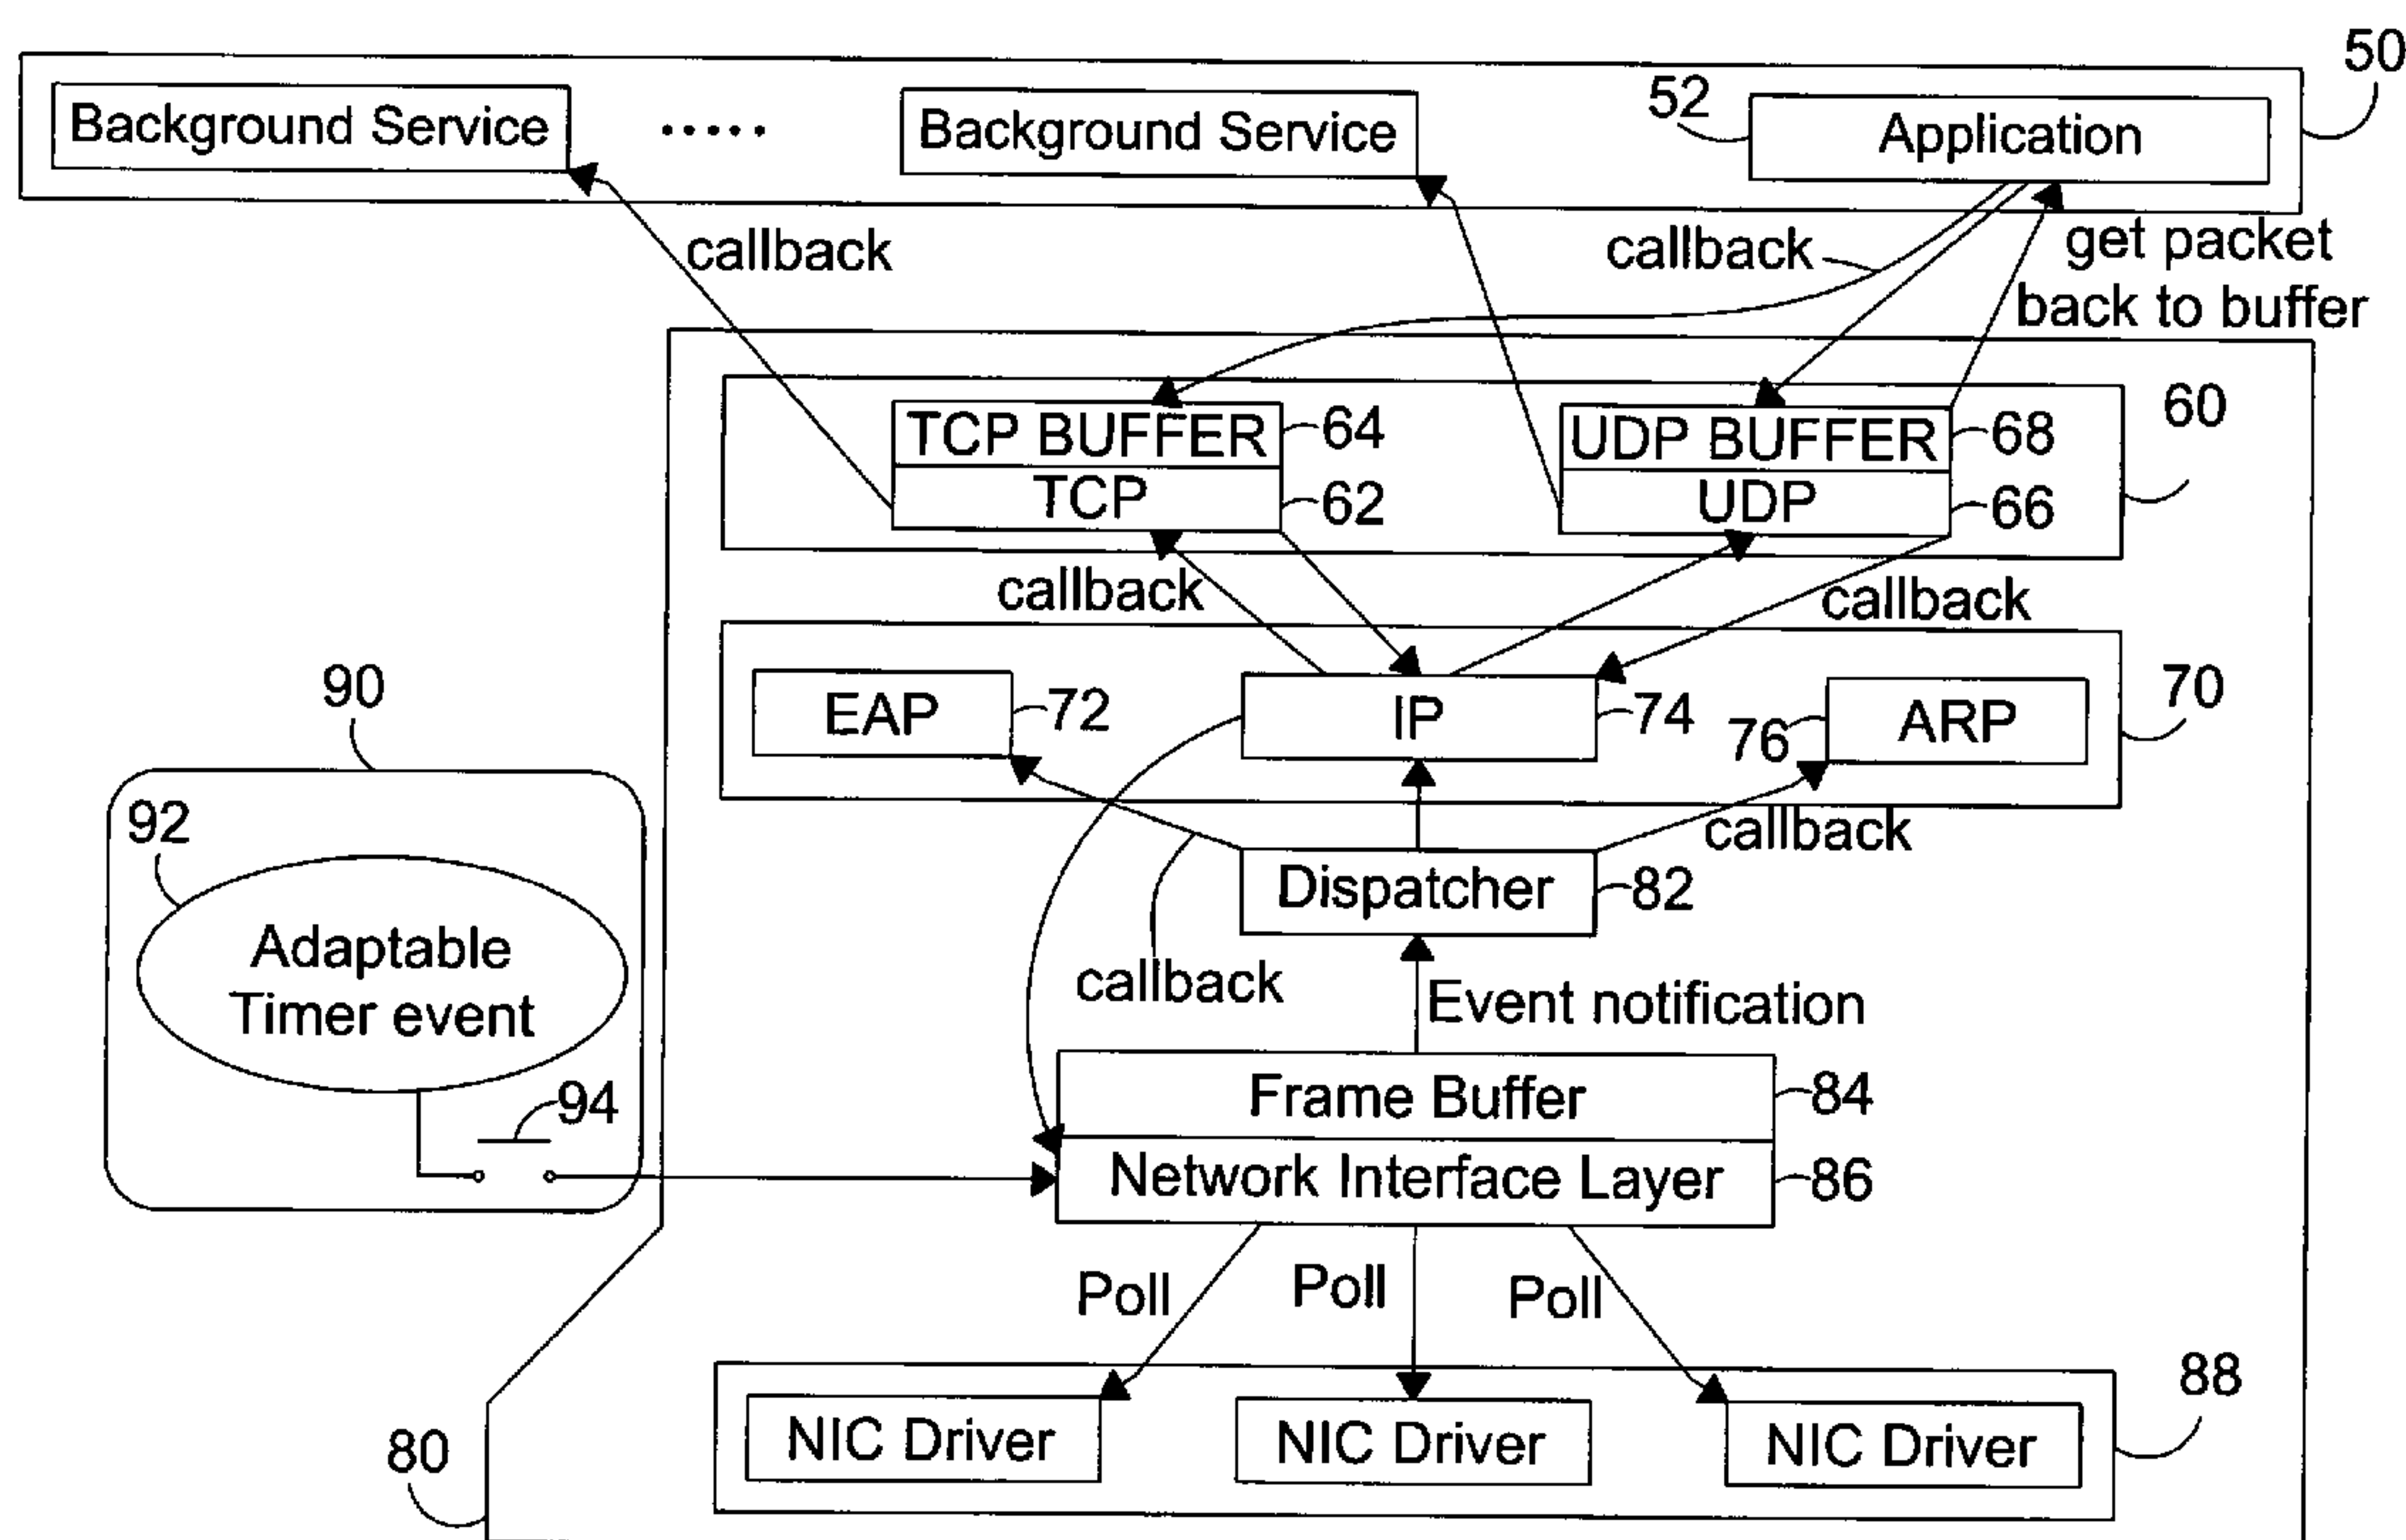 50
52
Background Service
.....
Background Service
Application
callback
callback
get packet
back to buffer
60
TCP BUFFER
64
UDP BUFFER
68
TCP
62
UDP
66
callback
callback
90
70
EAP
72
IP
74
76
ARP
92
callback
Dispatcher
82
Adaptable
Timer event
callback
Event notification
94
Frame Buffer
84
Network Interface Layer
86
Poll
Poll
Poll
88
80
NIC Driver
NIC Driver
NIC Driver